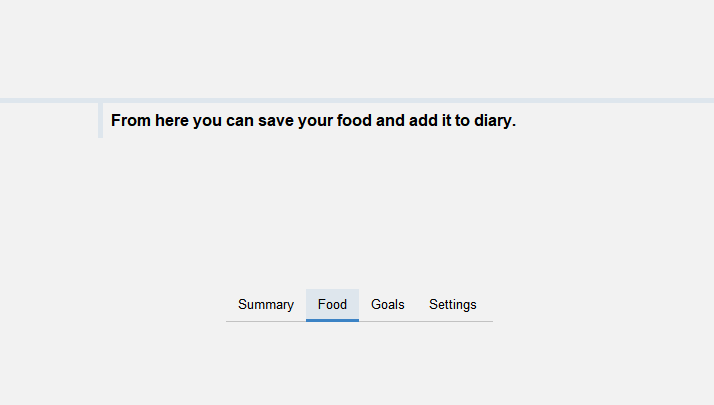 From here you can save your food and add it to diary.
Summary Food Goals Settings